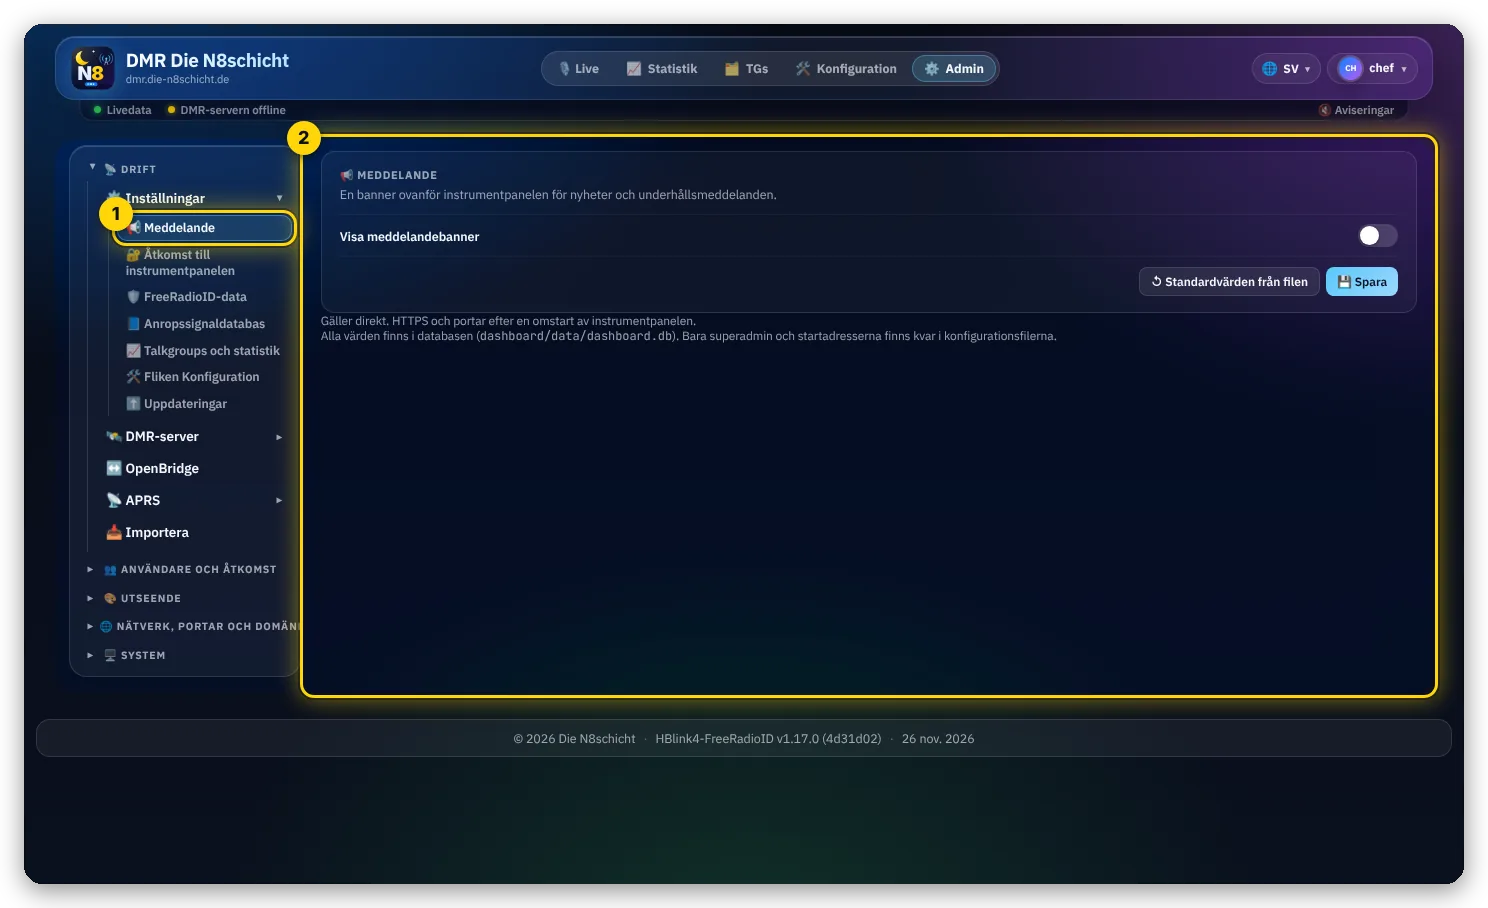 N8
DMR Die N8schicht
dmr.die-n8schicht.de
Live
Statistik
TGs
Konfiguration
Admin
SV
CH
chef
Livedata
DMR-servern offline
Aviseringar
2
DRIFT
Inställningar
1
Meddelande
Åtkomst till
instrumentpanelen
FreeRadioID-data
Anropssignaldatabas
Talkgroups och statistik
Fliken Konfiguration
Uppdateringar
DMR-server
OpenBridge
APRS
Importera
ANVÄNDARE OCH ÅTKOMST
UTSEENDE
NÄTVERK, PORTAR OCH
SYSTEM
MEDDELANDE
En banner ovanför instrumentpanelen för nyheter och underhållsmeddelanden.
Visa meddelandebanner
Standardvärden från filen
Spara
Gäller direkt. HTTPS och portar efter en omstart av instrumentpanelen.
Alla värden finns i databasen (dashboard/data/dashboard.db). Bara superadmin och startadresserna finns kvar i konfigurationsfilerna.
© 2026 Die N8schicht · HBlink4-FreeRadioID v1.17.0 (4d31d02) · 26 nov. 2026